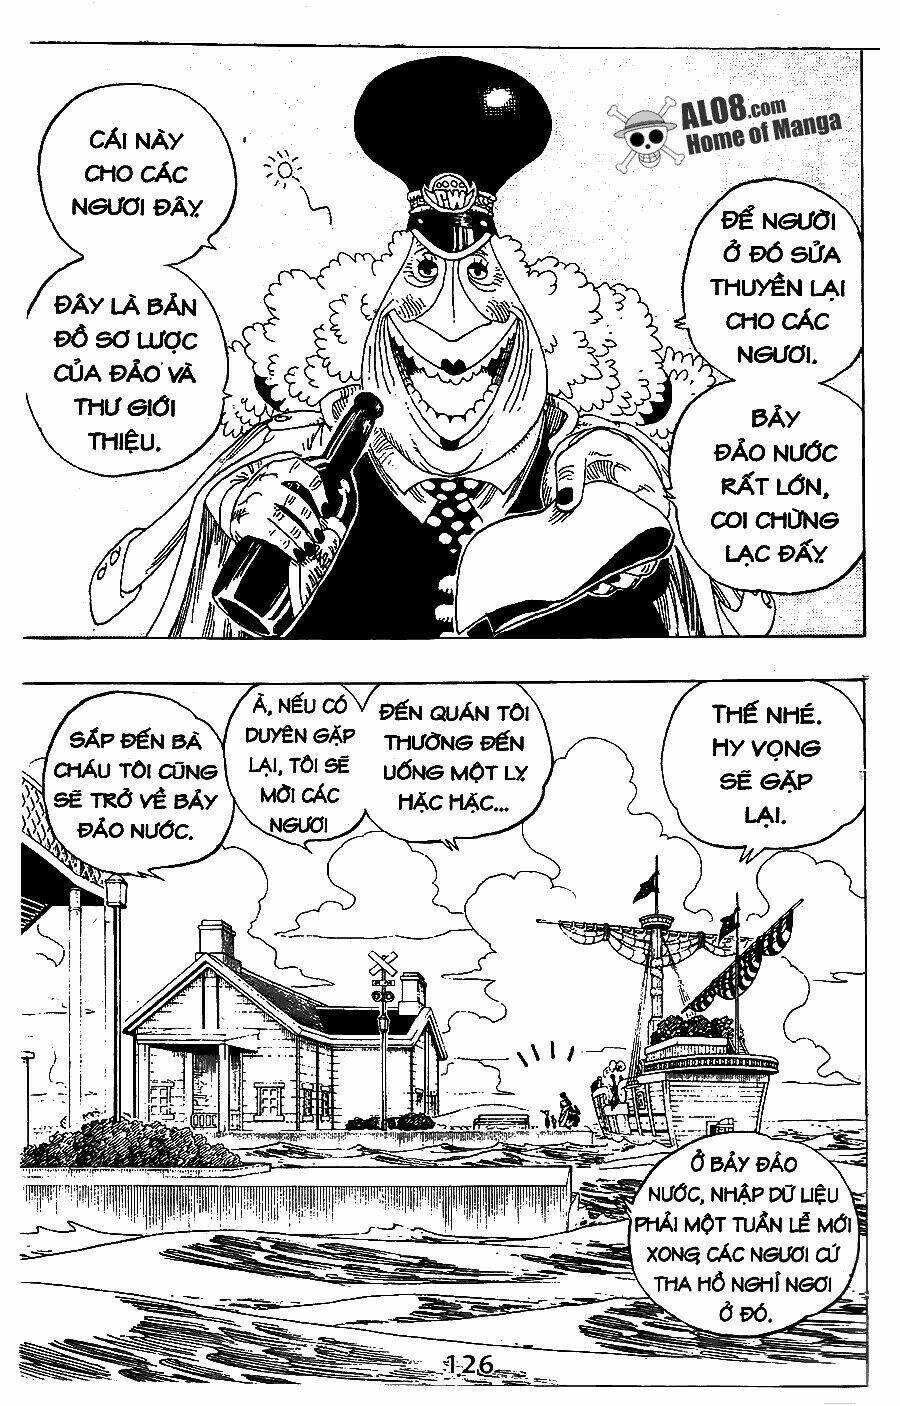 AL08.com
Home of Manga
CÁI NÀY
CHO CÁC
NGƯƠI ĐÂY.
ĐÂY LÀ BẢN
ĐỒ SƠ LƯỢC
CỦA ĐẢO VÀ
THƯ GIỚI
THIỆU.
ĐỂ NGƯỜI
Ở ĐÓ SỬA
THUYỀN LẠI
CHO CÁC
NGƯƠI.
BẢY
ĐẢO NƯỚC
RẤT LỚN,
COI CHỪNG
LẠC ĐẤY.
SẮP ĐẾN BÀ
CHÁU TÔI CŨNG
SẼ TRỞ VỀ BẢY
ĐẢO NƯỚC.
À, NẾU CÓ
DUYÊN GẶP
LẠI, TÔI SẼ
MỜI CÁC
NGƯƠI
ĐẾN QUÁN TÔI
THƯỜNG ĐẾN
UỐNG MỘT LY.
HẶC HẶC...
THẾ NHÉ.
HY VỌNG
SẼ GẶP
LẠI.
Ở BẢY ĐẢO
NƯỚC, NHẬP DỮ LIỆU
PHẢI MỘT TUẦN LỄ MỚI
XONG, CÁC NGƯƠI CỨ
THA HỒ NGHỈ NGƠI
Ở ĐÓ.
126